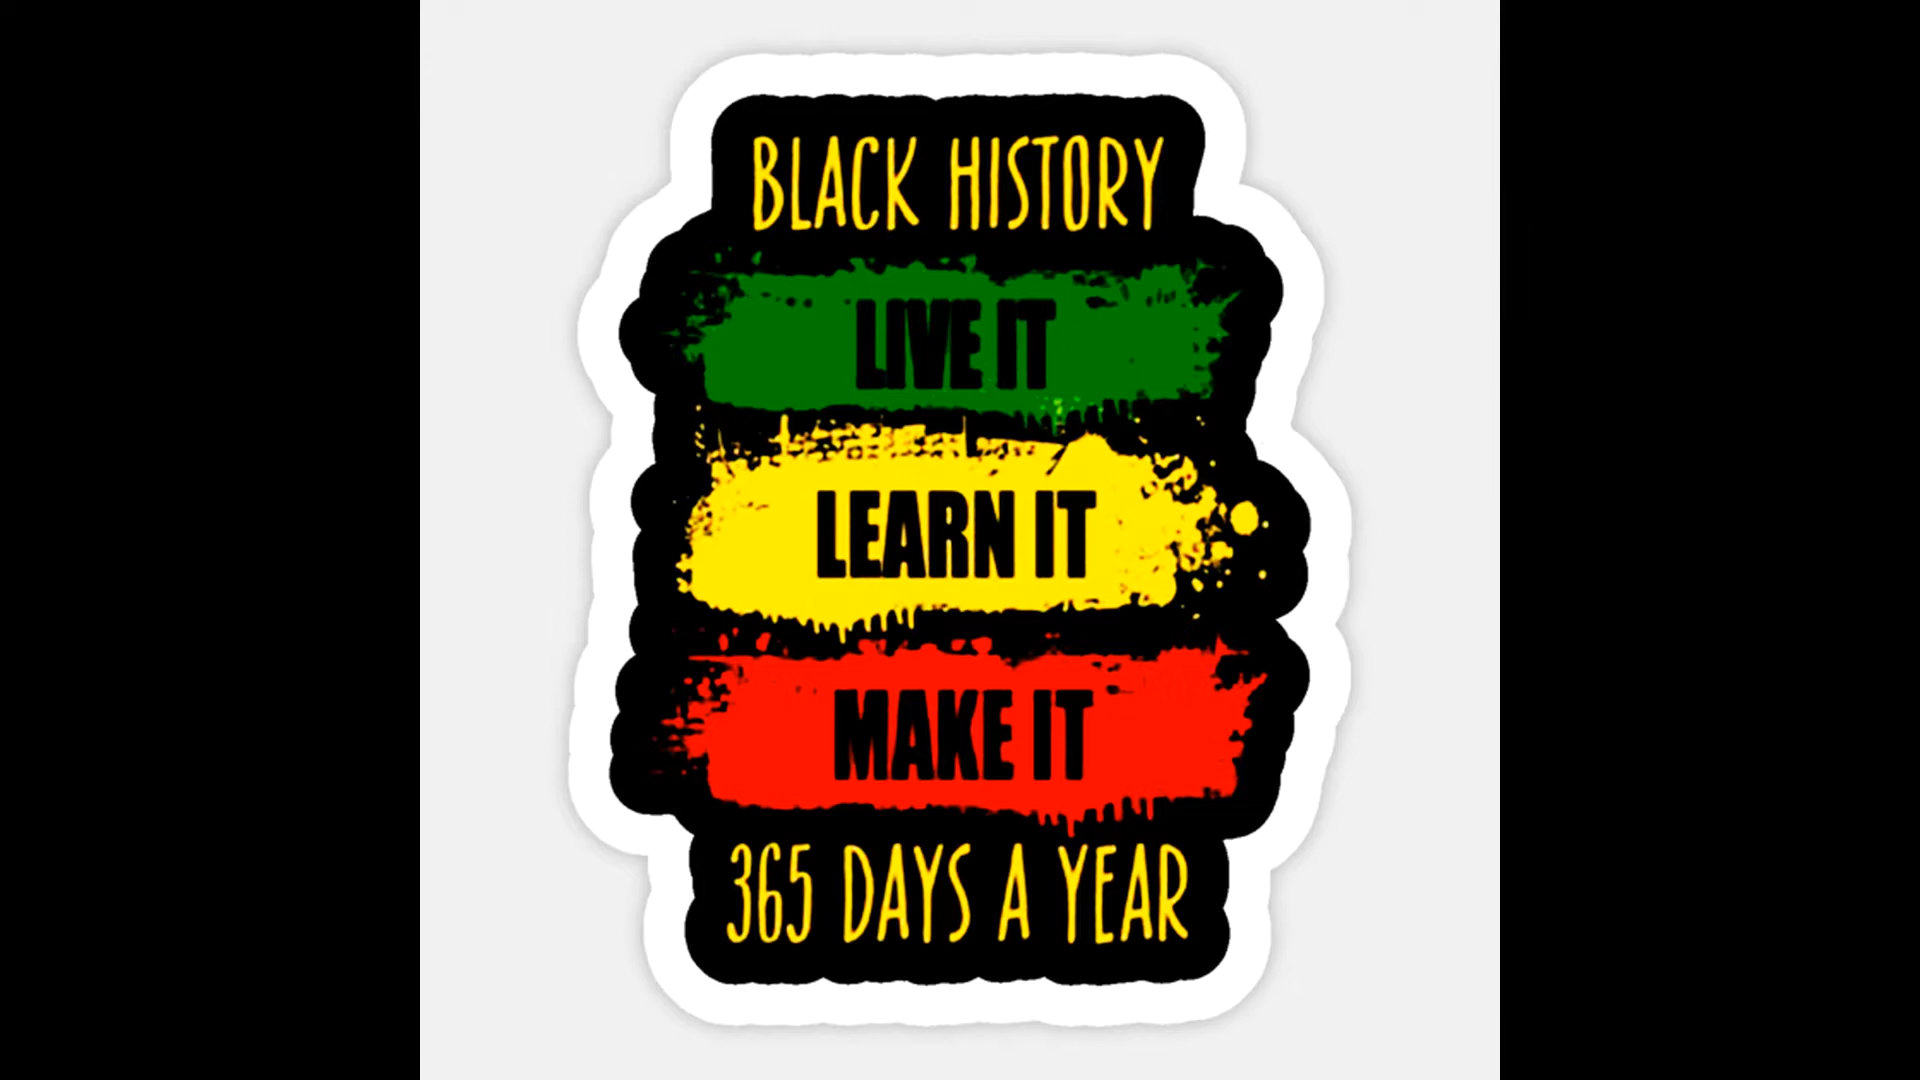 BLACK HISTORY
LIVE IT
LEARN IT
MAKE IT
365 DAYS A YEAR